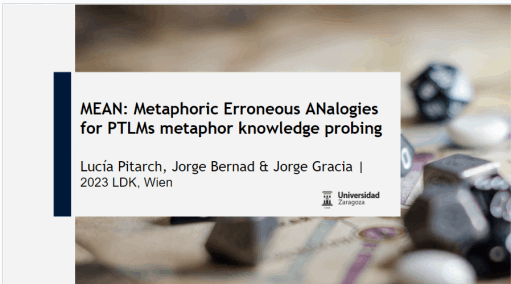 MEAN: Metaphoric Erroneous ANalogies
for PTLMs metaphor knowledge probing
Lucía Pitarch, Jorge Bernad & Jorge Gracia |
2023 LDK, Wien
Universidad
Zaragoza